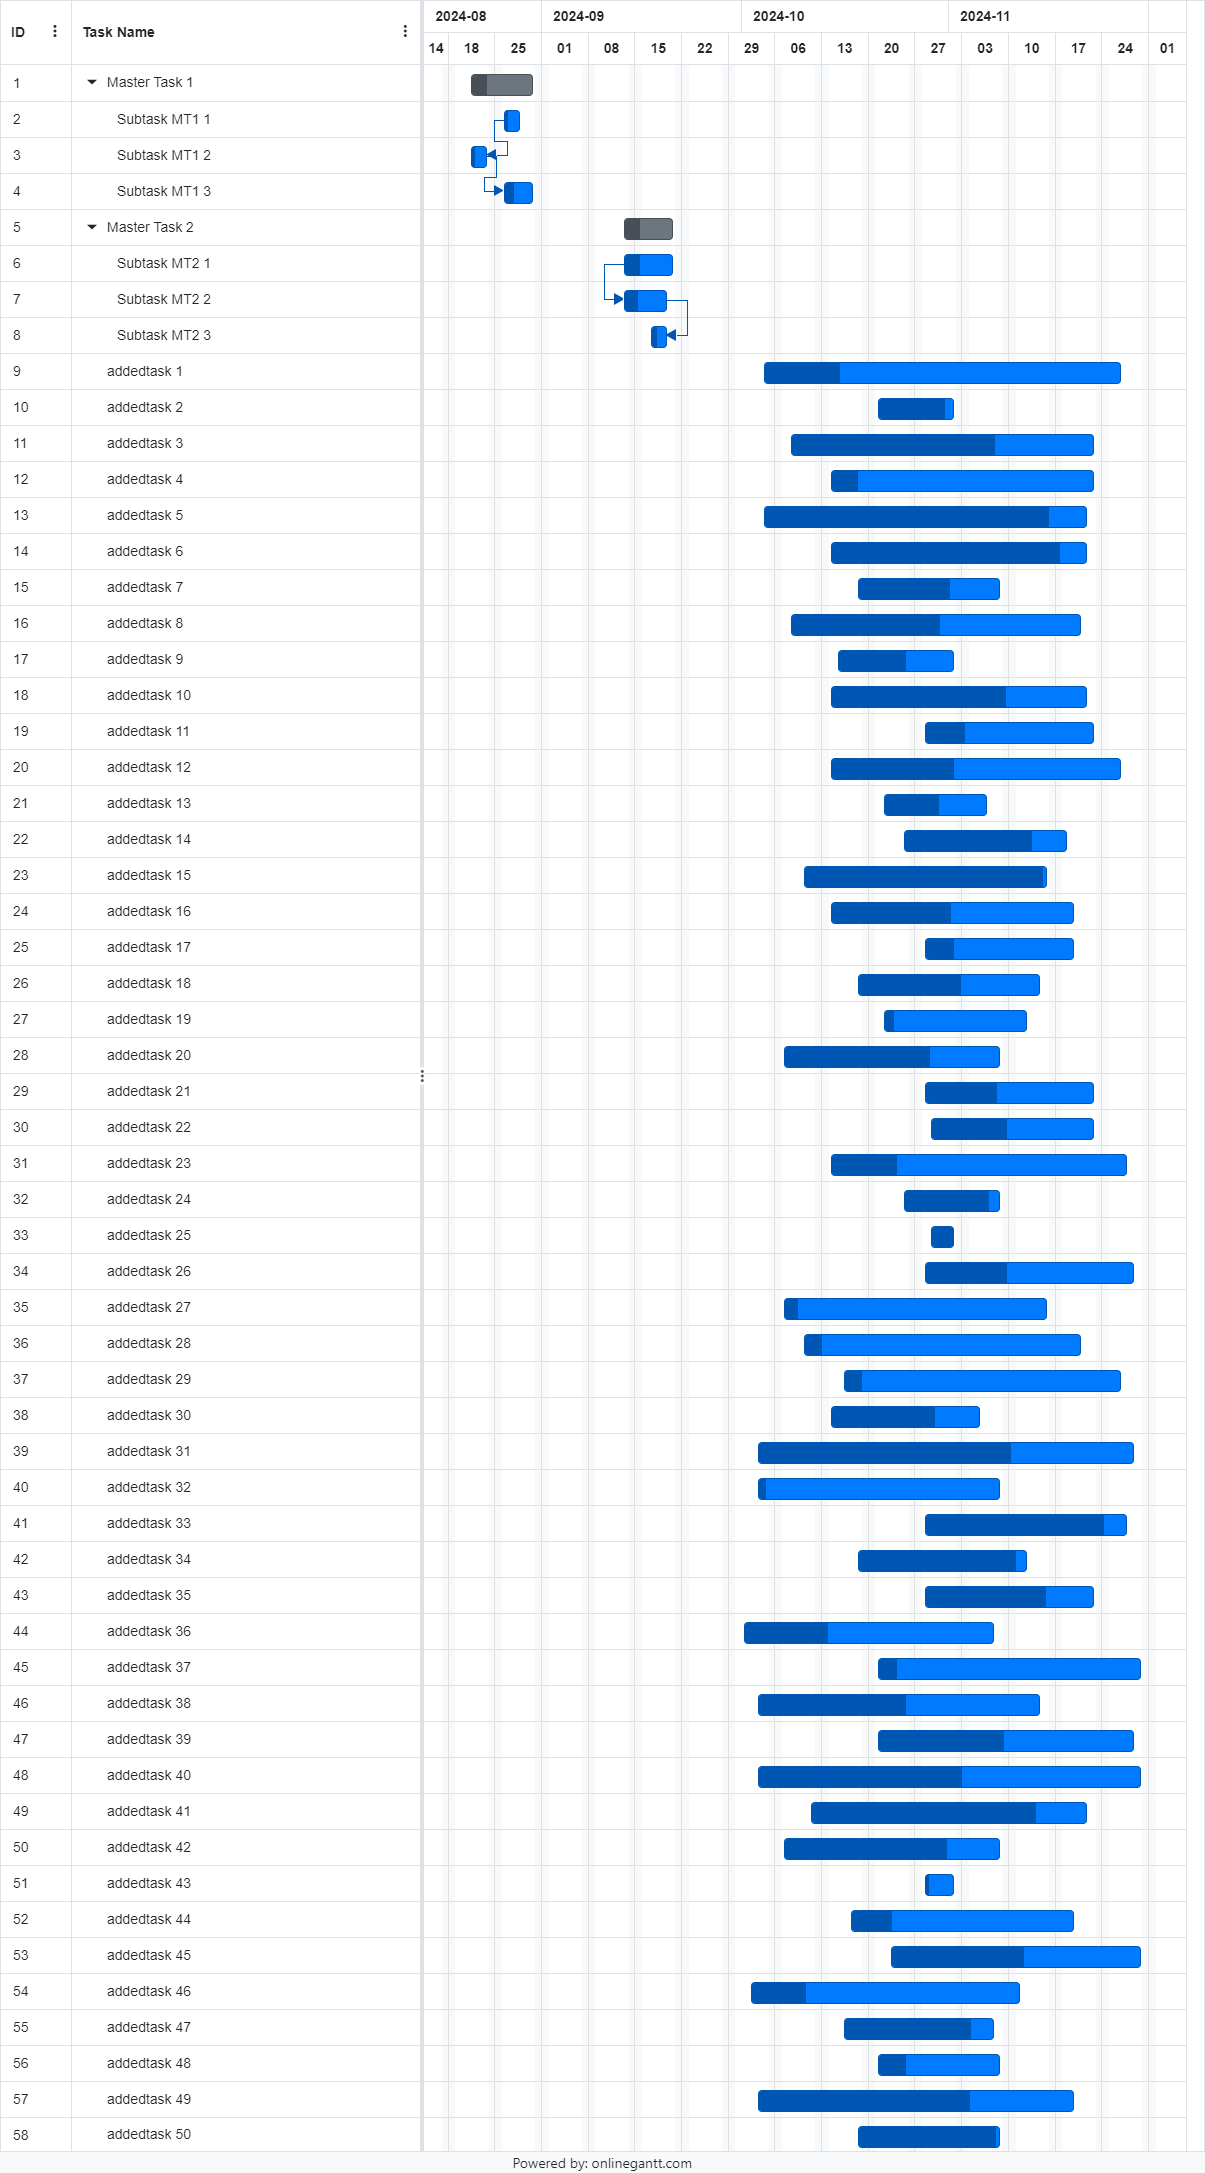 ID Task Name 2024-08 2024-09 2024-10 2024-11
14 18 25 01 08 15 22 29 06 13 20 27 03 10 17 24 01
1 Master Task 1
2 Subtask MT1 1
3 Subtask MT1 2
4 Subtask MT1 3
5 Master Task 2
6 Subtask MT2 1
7 Subtask MT2 2
8 Subtask MT2 3
9 addedtask 1
10 addedtask 2
11 addedtask 3
12 addedtask 4
13 addedtask 5
14 addedtask 6
15 addedtask 7
16 addedtask 8
17 addedtask 9
18 addedtask 10
19 addedtask 11
20 addedtask 12
21 addedtask 13
22 addedtask 14
23 addedtask 15
24 addedtask 16
25 addedtask 17
26 addedtask 18
27 addedtask 19
28 addedtask 20
29 addedtask 21
30 addedtask 22
31 addedtask 23
32 addedtask 24
33 addedtask 25
34 addedtask 26
35 addedtask 27
36 addedtask 28
37 addedtask 29
38 addedtask 30
39 addedtask 31
40 addedtask 32
41 addedtask 33
42 addedtask 34
43 addedtask 35
44 addedtask 36
45 addedtask 37
46 addedtask 38
47 addedtask 39
48 addedtask 40
49 addedtask 41
50 addedtask 42
51 addedtask 43
52 addedtask 44
53 addedtask 45
54 addedtask 46
55 addedtask 47
56 addedtask 48
57 addedtask 49
58 addedtask 50
Powered by: onlinegantt.com